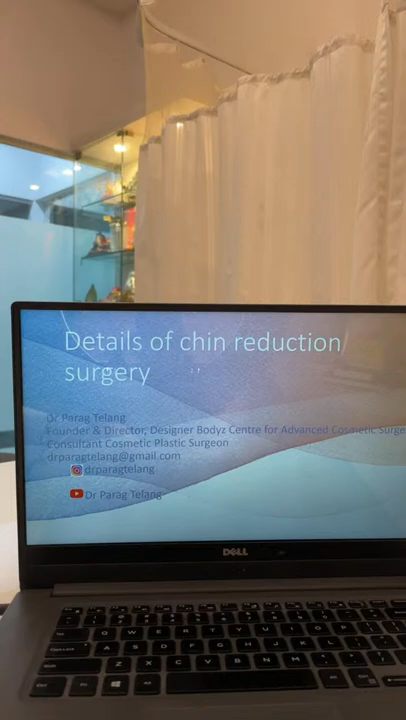 Details of chin reduction
surgery
Dr Parag Telang
Founder & Director, Designer Bodyz Centre for Advanced Cosmetic Surge
Consultant Cosmetic Plastic Surgeon
drparagtelang@gmail.com
drparagtelang
Dr Parag Telang
DELL